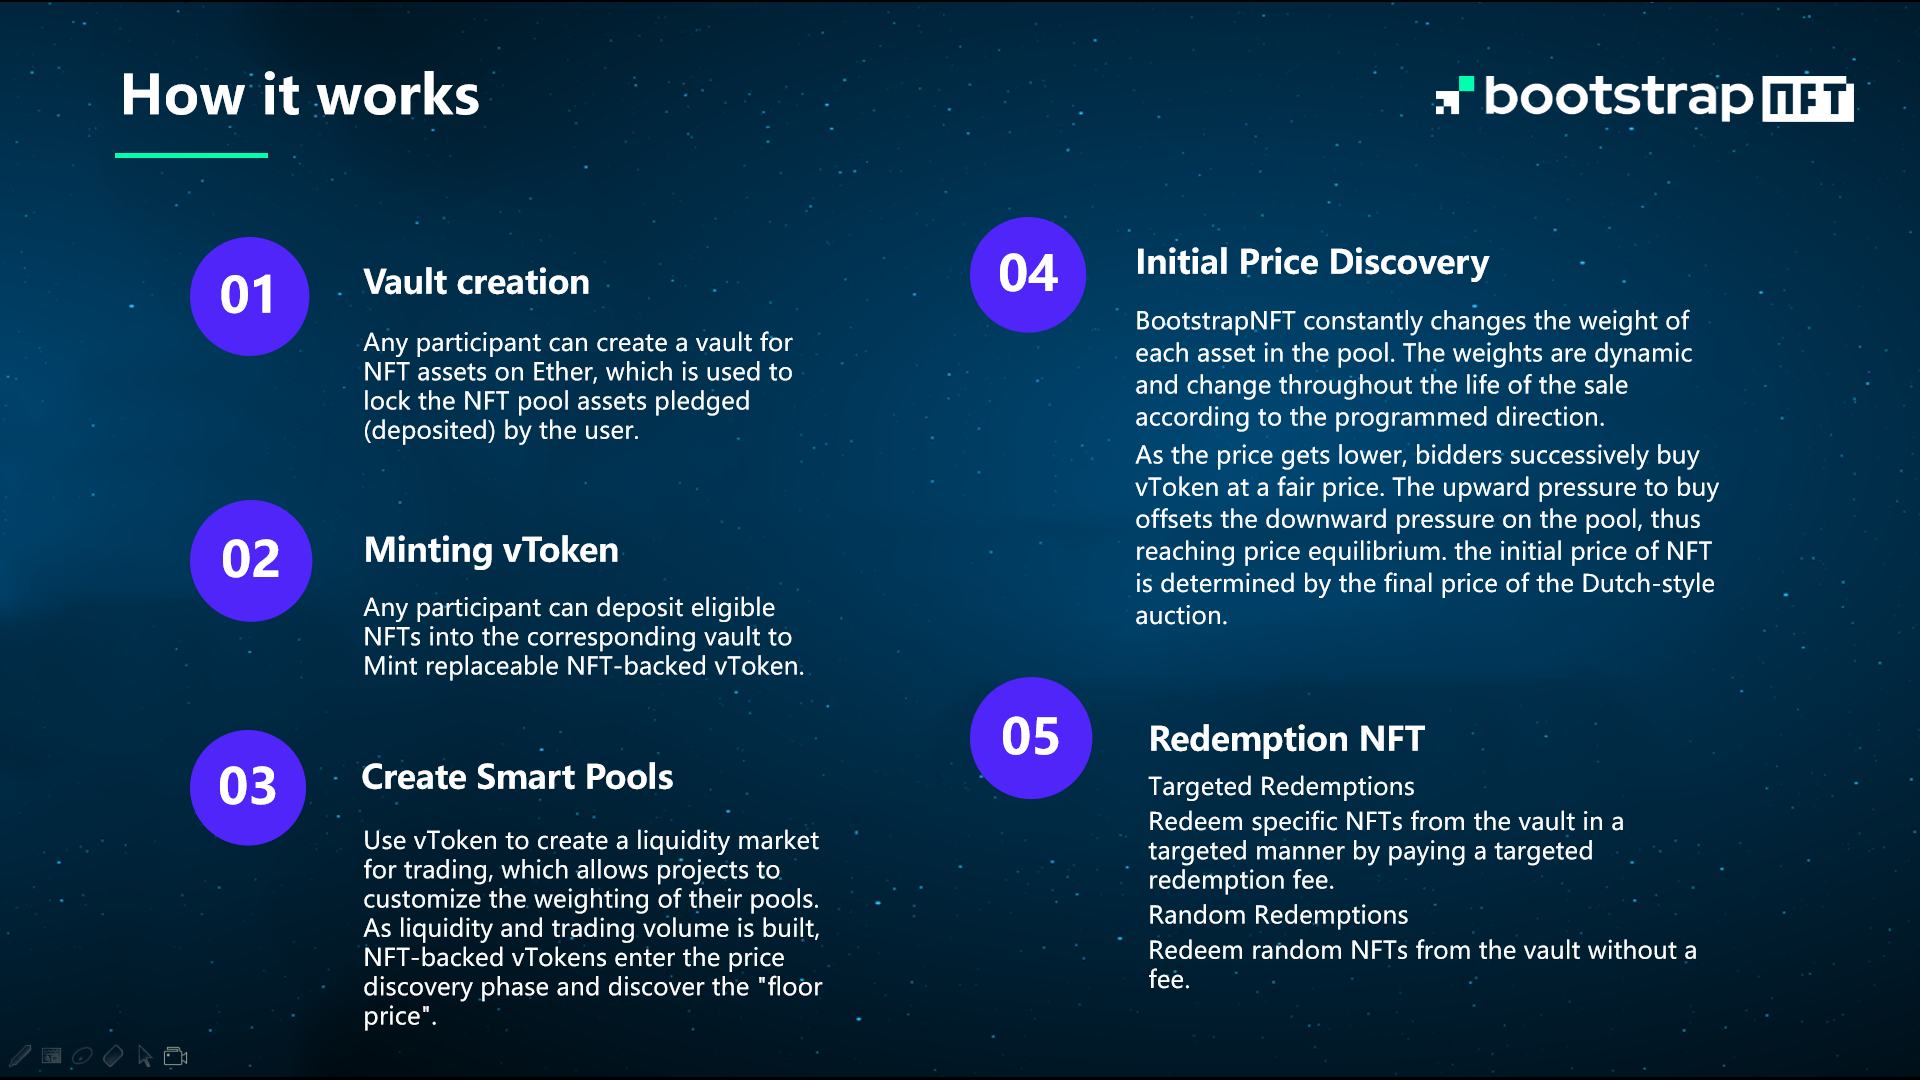 How it works
bootstrap NFT
01
Vault creation
Any participant can create a vault for
NFT assets on Ether, which is used to
lock the NFT pool assets pledged
(deposited) by the user.
02
Minting vToken
Any participant can deposit eligible
NFTs into the corresponding vault to
Mint replaceable NFT-backed vToken.
03
Create Smart Pools
Use vToken to create a liquidity market
for trading, which allows projects to
customize the weighting of their pools.
As liquidity and trading volume is built,
NFT-backed vTokens enter the price
discovery phase and discover the "floor
price".
04
Initial Price Discovery
BootstrapNFT constantly changes the weight of
each asset in the pool. The weights are dynamic
and change throughout the life of the sale
according to the programmed direction.
As the price gets lower, bidders successively buy
vToken at a fair price. The upward pressure to buy
offsets the downward pressure on the pool, thus
reaching price equilibrium. the initial price of NFT
is determined by the final price of the Dutch-style
auction.
05
Redemption NFT
Targeted Redemptions
Redeem specific NFTs from the vault in a
targeted manner by paying a targeted
redemption fee.
Random Redemptions
Redeem random NFTs from the vault without a
fee.